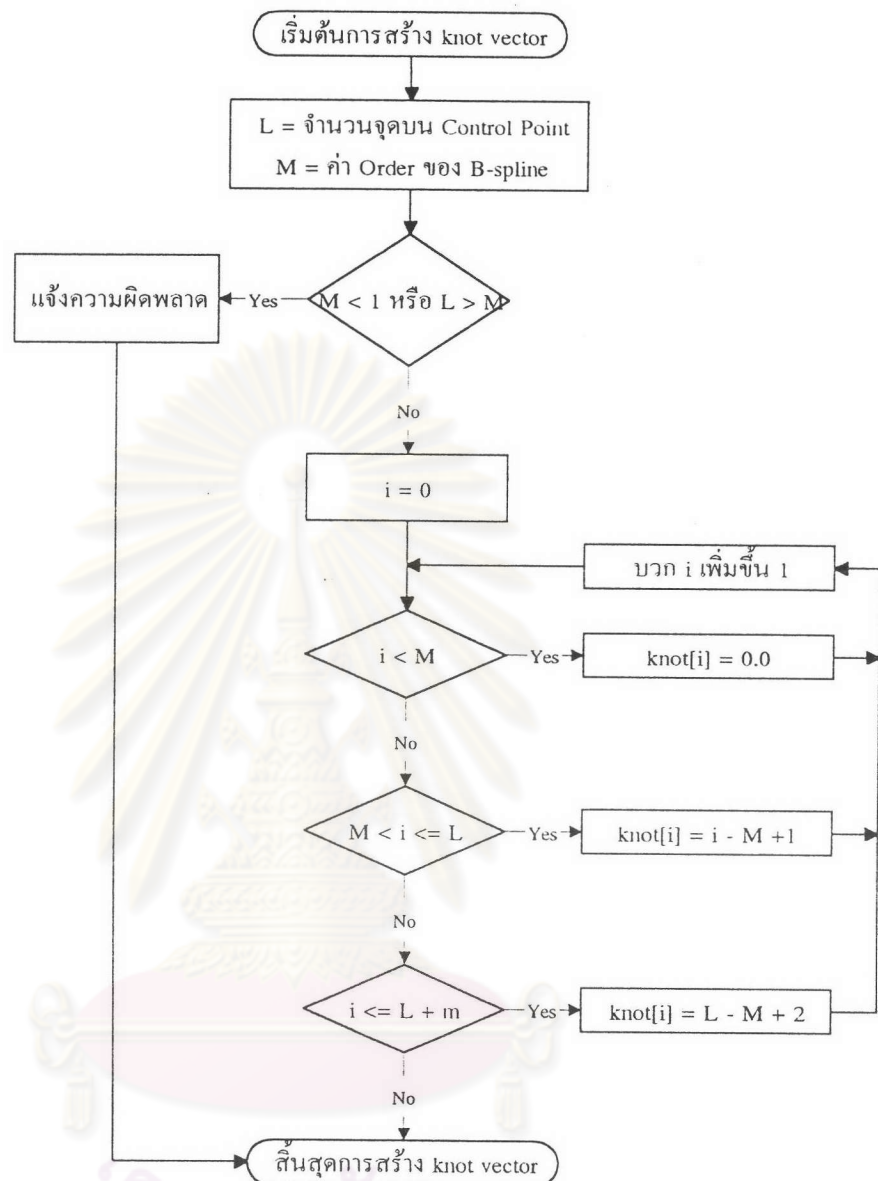 เริ่มต้นการสร้าง knot vector
L = จำนวนจุดบน Control Point
M = ค่า Order ของ B-spline
M < 1 หรือ L > M
Yes
แจ้งความผิดพลาด
No
i = 0
บวก i เพิ่มขึ้น 1
i < M
Yes
knot[i] = 0.0
No
M < i <= L
Yes
knot[i] = i - M +1
No
i <= L + m
Yes
knot[i] = L - M + 2
No
สิ้นสุดการสร้าง knot vector